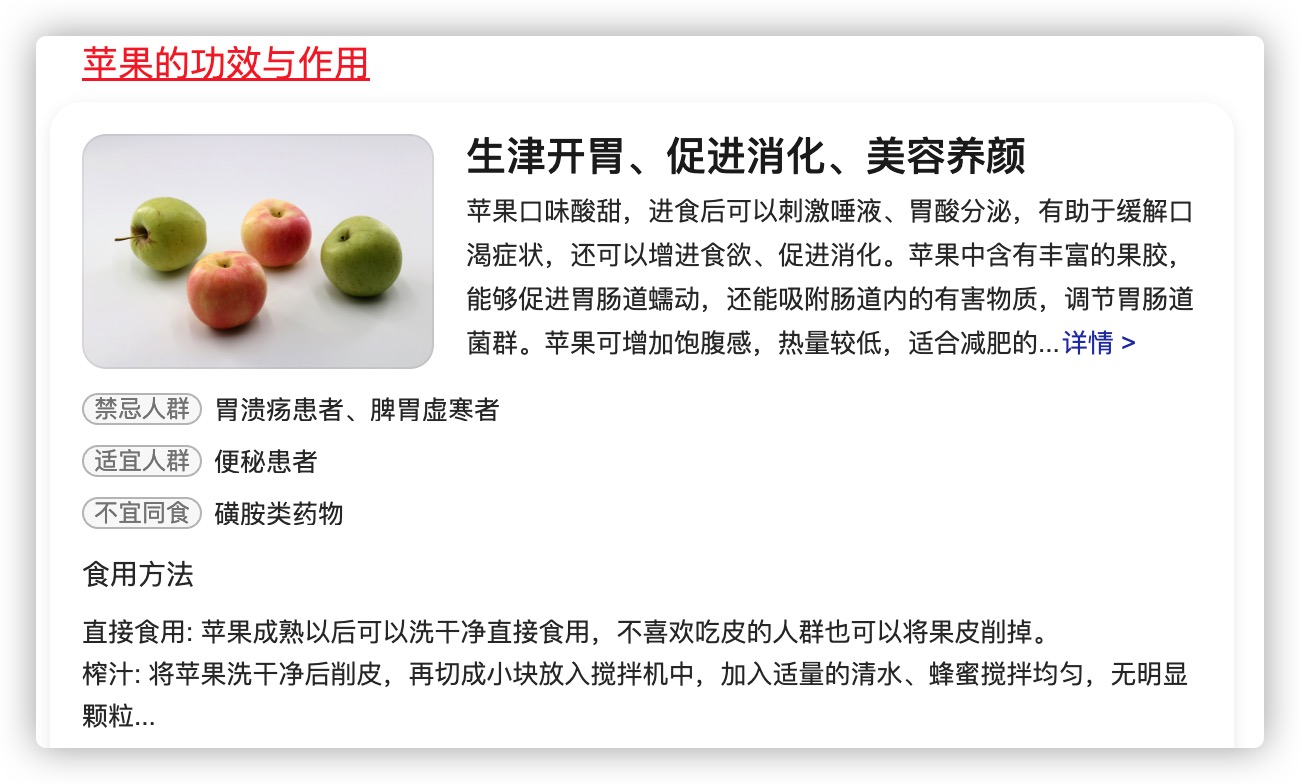 苹果的功效与作用
生津开胃、促进消化、美容养颜
苹果口味酸甜，进食后可以刺激唾液、胃酸分泌，有助于缓解口
渴症状，还可以增进食欲、促进消化。苹果中含有丰富的果胶，
能够促进胃肠道蠕动，还能吸附肠道内的有害物质，调节胃肠道
菌群。苹果可增加饱腹感，热量较低，适合减肥的...详情 >
禁忌人群 胃溃疡患者、脾胃虚寒者
适宜人群 便秘患者
不宜同食 磺胺类药物
食用方法
直接食用: 苹果成熟以后可以洗干净直接食用，不喜欢吃皮的人群也可以将果皮削掉。
榨汁: 将苹果洗干净后削皮，再切成小块放入搅拌机中，加入适量的清水、蜂蜜搅拌均匀，无明显
颗粒...